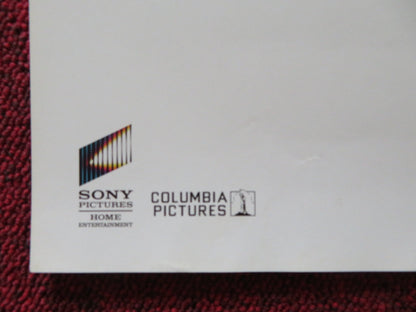 SONY
PICTURES
HOME
ENTERTAINMENT
COLUMBIA
PICTURES